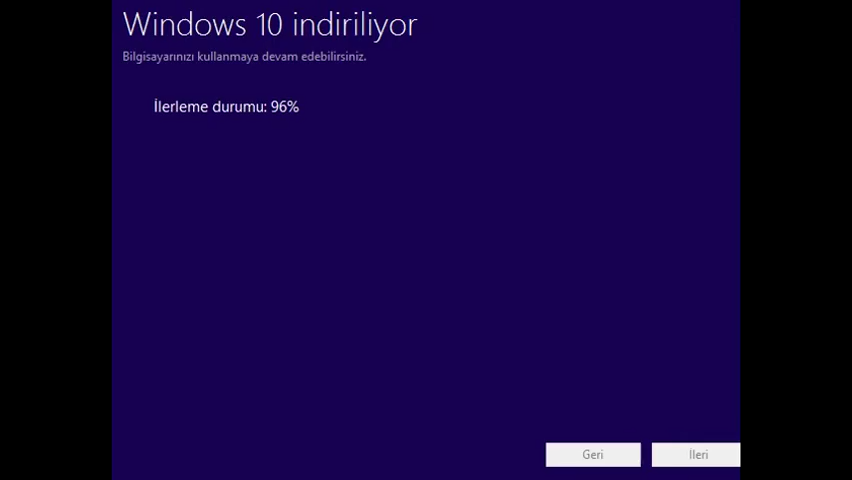 Windows 10 indiriliyor
Bilgisayarınızı kullanmaya devam edebilirsiniz.
İlerleme durumu: 96%
Geri
İleri